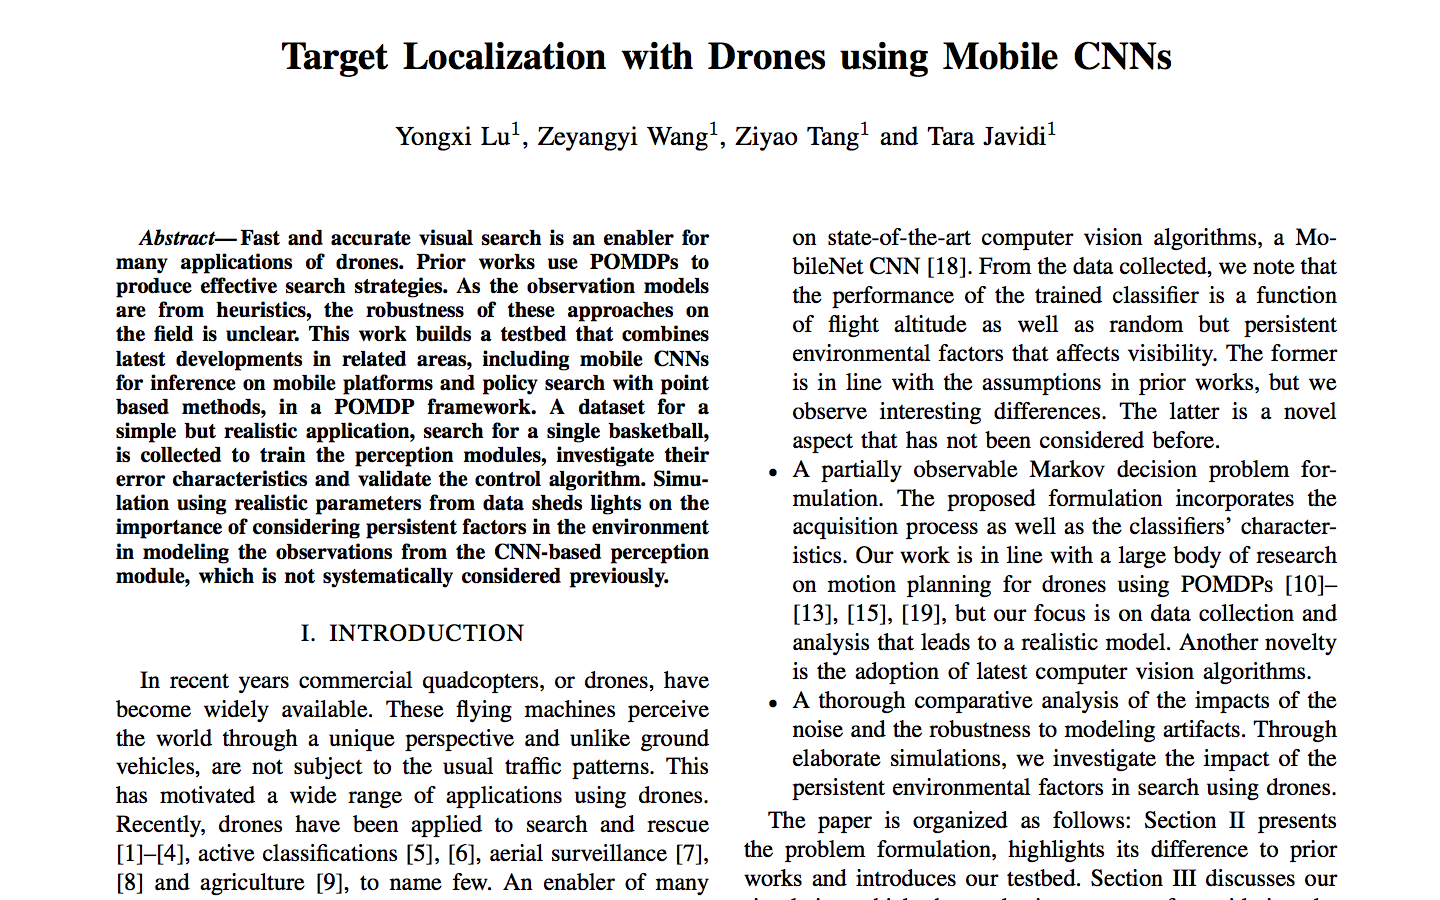 Target Localization with Drones using Mobile CNNs
Yongxi Lu1, Zeyangyi Wang1, Ziyao Tang1 and Tara Javidi1
Abstract— Fast and accurate visual search is an enabler for
many applications of drones. Prior works use POMDPs to
produce effective search strategies. As the observation models
are from heuristics, the robustness of these approaches on
the field is unclear. This work builds a testbed that combines
latest developments in related areas, including mobile CNNs
for inference on mobile platforms and policy search with point
based methods, in a POMDP framework. A dataset for a
simple but realistic application, search for a single basketball,
is collected to train the perception modules, investigate their
error characteristics and validate the control algorithm. Simu-
lation using realistic parameters from data sheds lights on the
importance of considering persistent factors in the environment
in modeling the observations from the CNN-based perception
module, which is not systematically considered previously.
I. INTRODUCTION
In recent years commercial quadcopters, or drones, have
become widely available. These flying machines perceive
the world through a unique perspective and unlike ground
vehicles, are not subject to the usual traffic patterns. This
has motivated a wide range of applications using drones.
Recently, drones have been applied to search and rescue
[1]–[4], active classifications [5], [6], aerial surveillance [7],
[8] and agriculture [9], to name few. An enabler of many
on state-of-the-art computer vision algorithms, a Mo-
bileNet CNN [18]. From the data collected, we note that
the performance of the trained classifier is a function
of flight altitude as well as random but persistent
environmental factors that affects visibility. The former
is in line with the assumptions in prior works, but we
observe interesting differences. The latter is a novel
aspect that has not been considered before.
• A partially observable Markov decision problem for-
mulation. The proposed formulation incorporates the
acquisition process as well as the classifiers’ character-
istics. Our work is in line with a large body of research
on motion planning for drones using POMDPs [10]–
[13], [15], [19], but our focus is on data collection and
analysis that leads to a realistic model. Another novelty
is the adoption of latest computer vision algorithms.
• A thorough comparative analysis of the impacts of the
noise and the robustness to modeling artifacts. Through
elaborate simulations, we investigate the impact of the
persistent environmental factors in search using drones.
The paper is organized as follows: Section II presents
the problem formulation, highlights its difference to prior
works and introduces our testbed. Section III discusses our